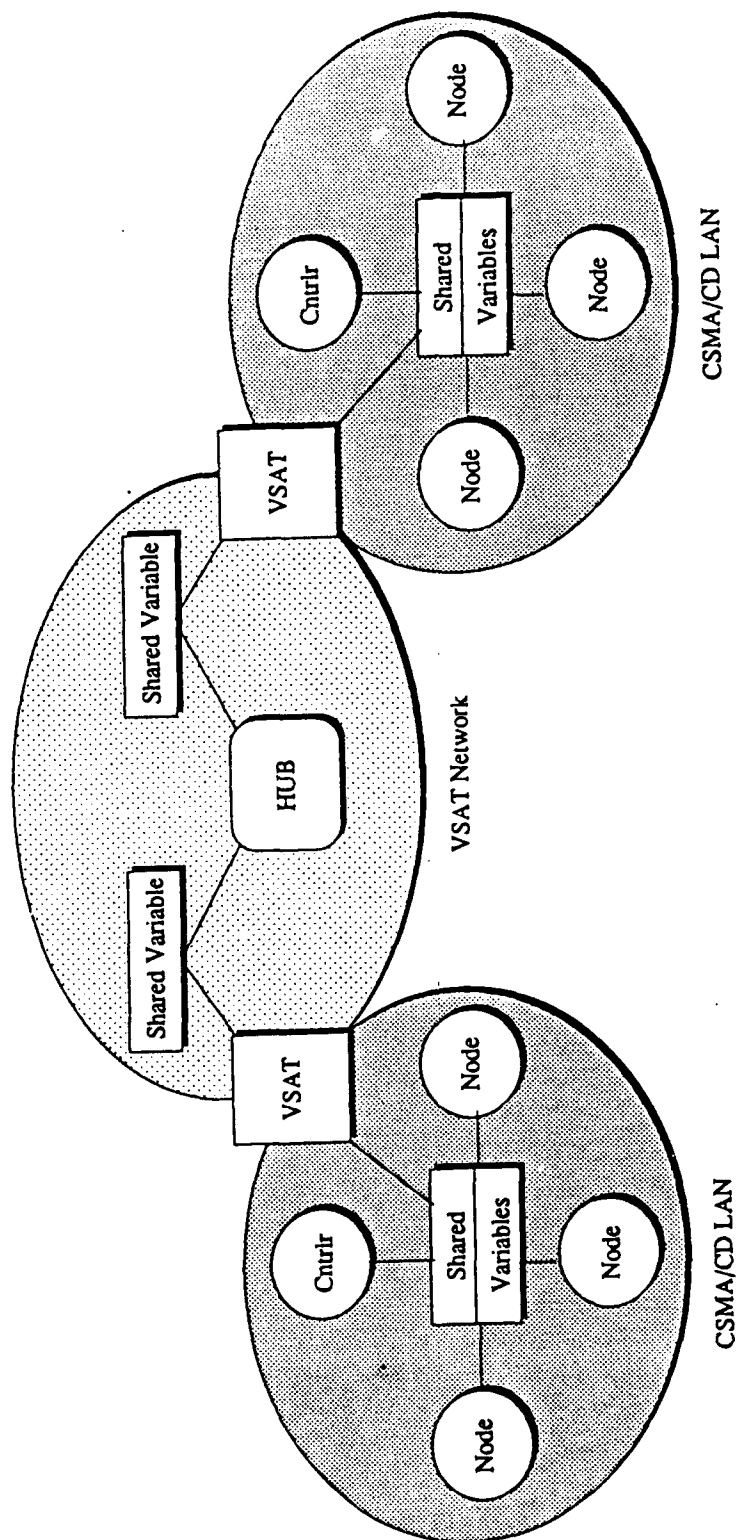 Shared Variable
Shared Variable
VSAT
HUB
VSAT
VSAT Network
Cntrlr
Node
Shared
Variables
Node
Node
CSMA/CD LAN
Cntrlr
Node
Shared
Variables
Node
Node
CSMA/CD LAN